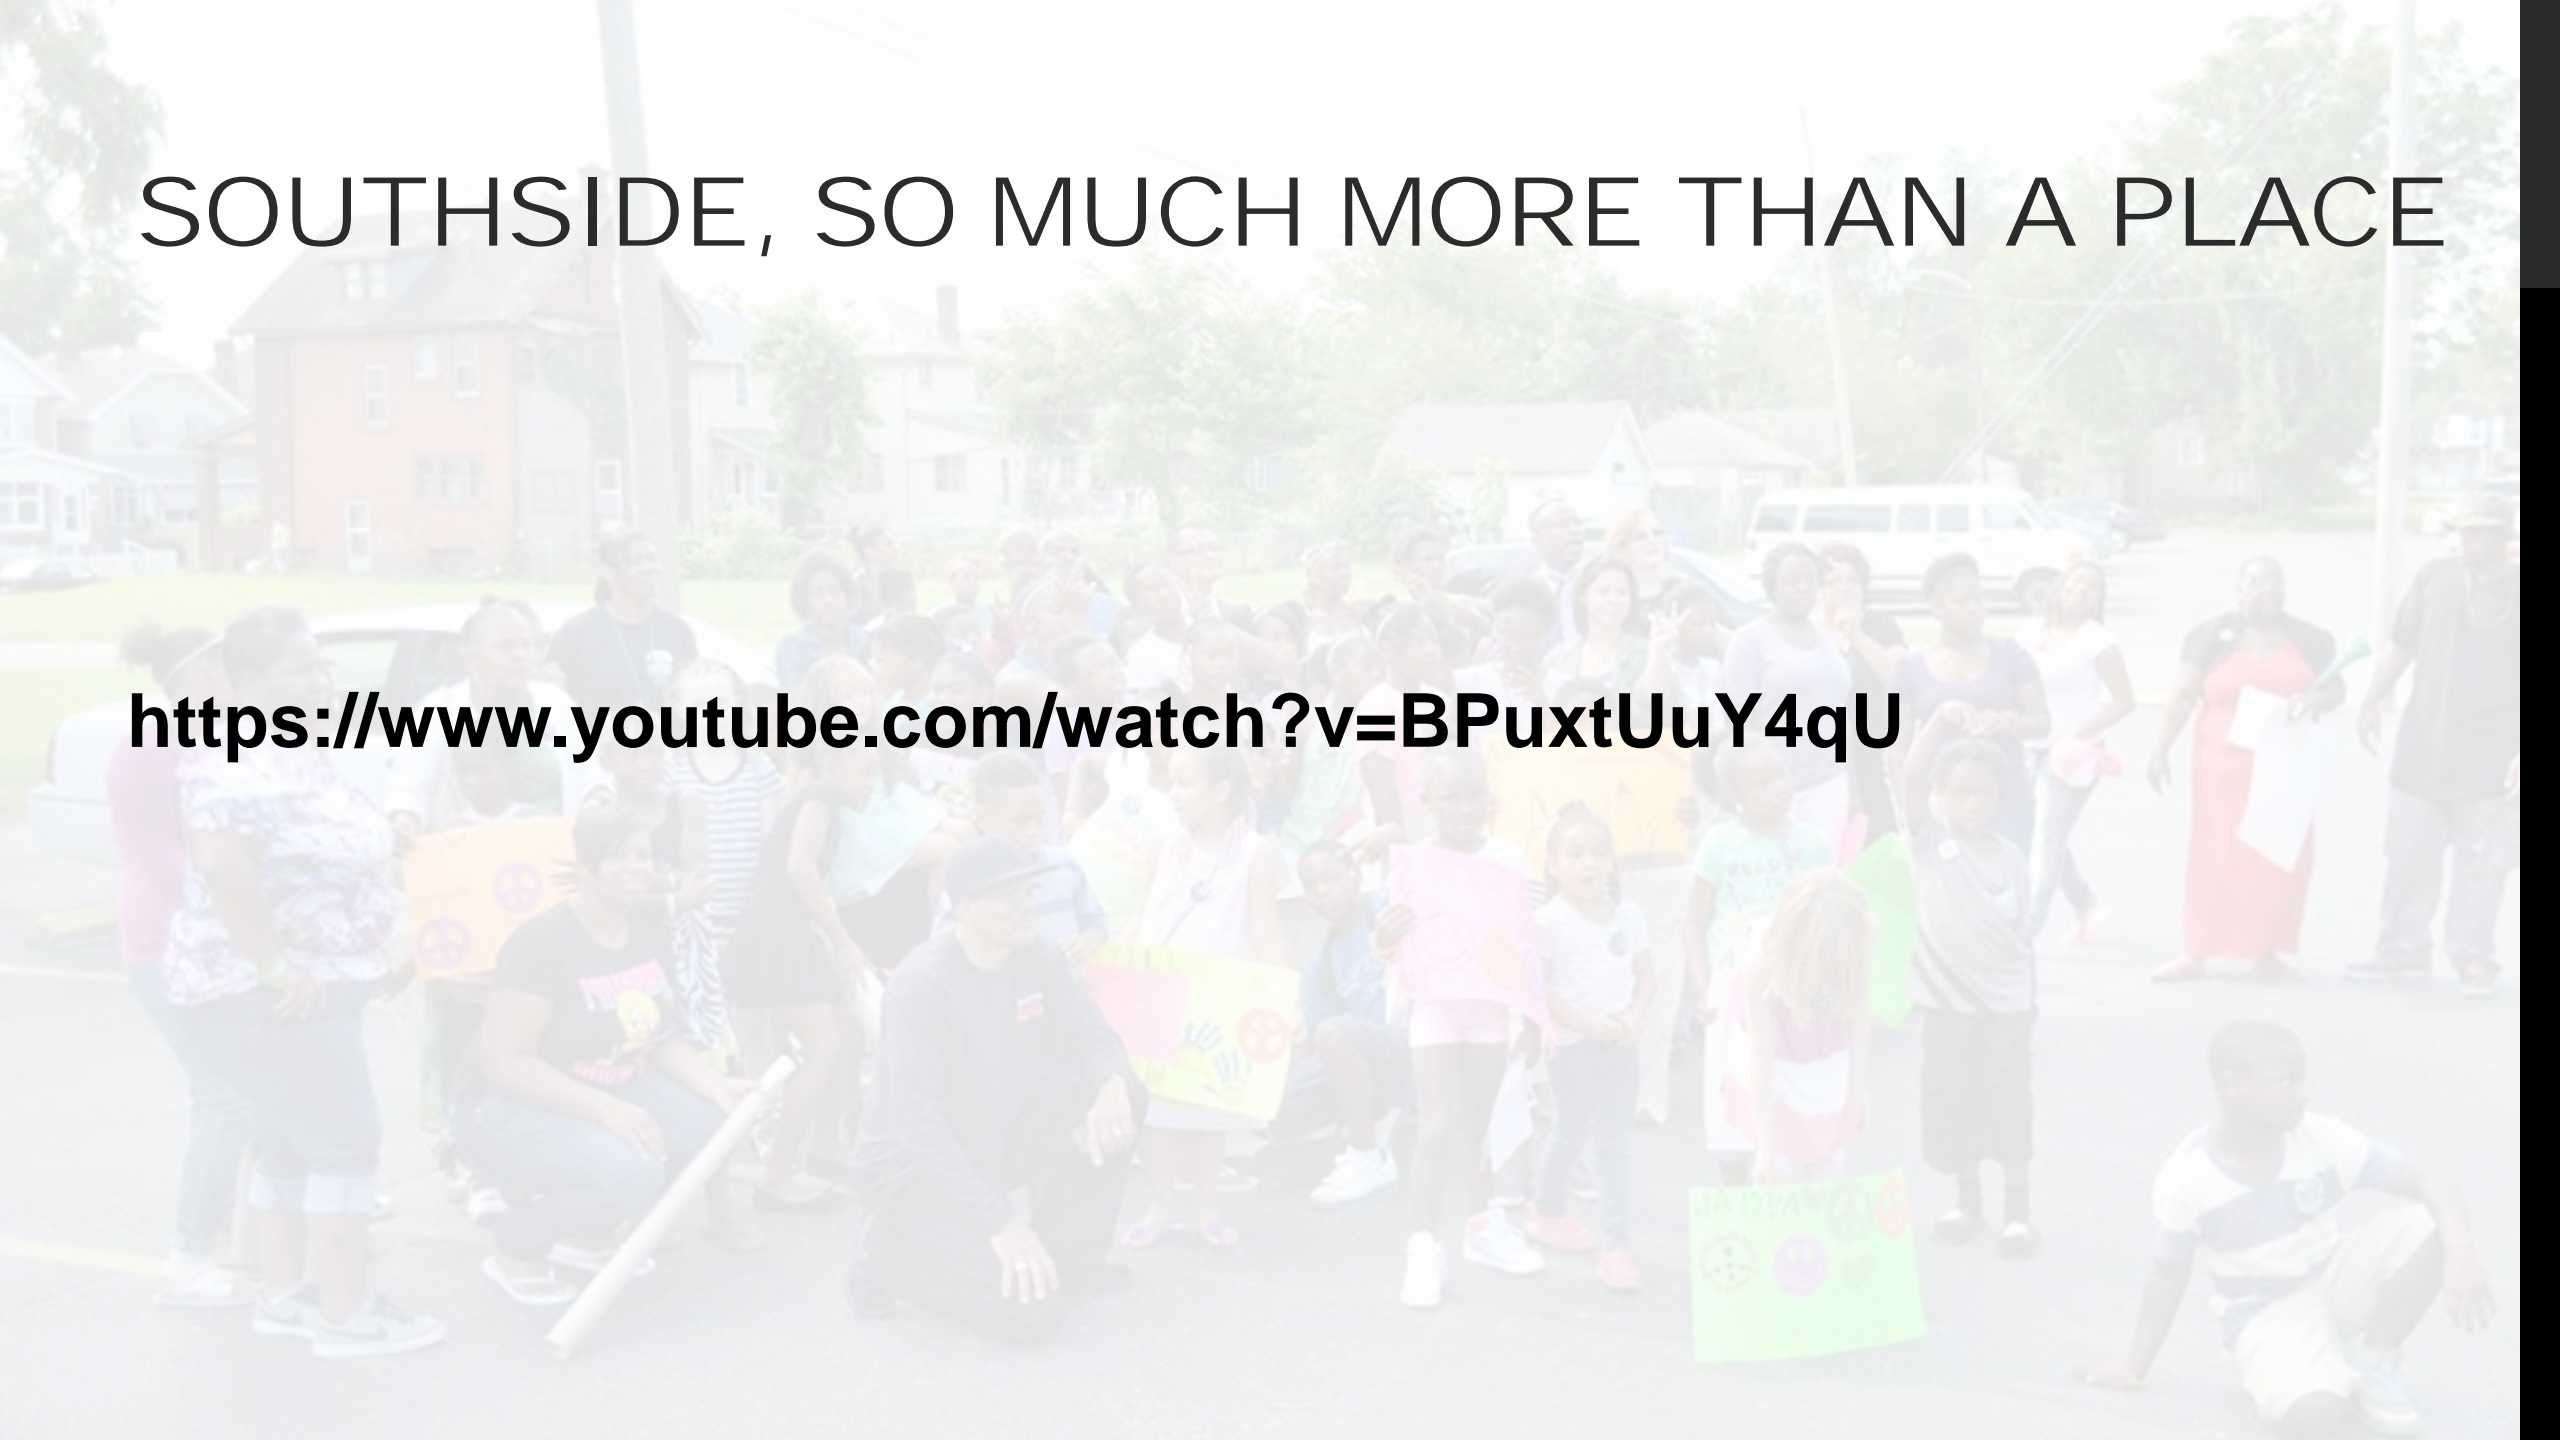 SOUTHSIDE, SO MUCH MORE THAN A PLACE
https://www.youtube.com/watch?v=BPuxtUuY4qU